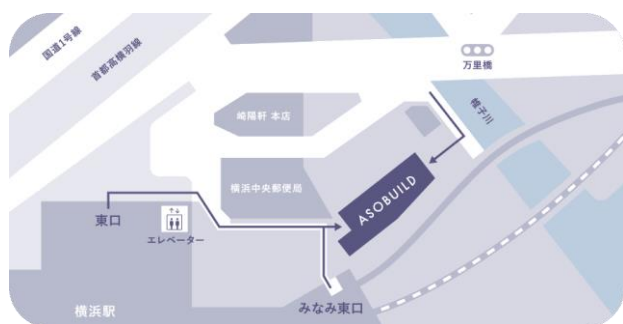 国道1号線
首都高横羽線
万里橋
帷子川
崎陽軒 本店
横浜中央郵便局
ASOBUILD
東口
エレベーター
みなみ東口
横浜駅